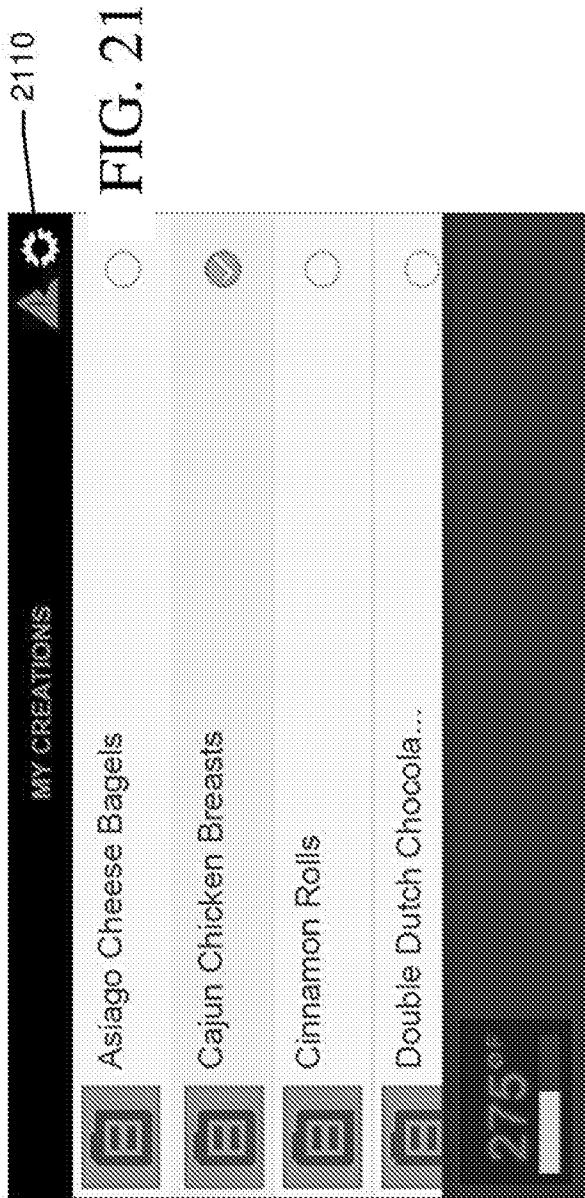 2110
FIG. 21
MY CREATIONS
Asiago Cheese Bagels
Cajun Chicken Breasts
Cinnamon Rolls
Double Dutch Chocola...
275°F